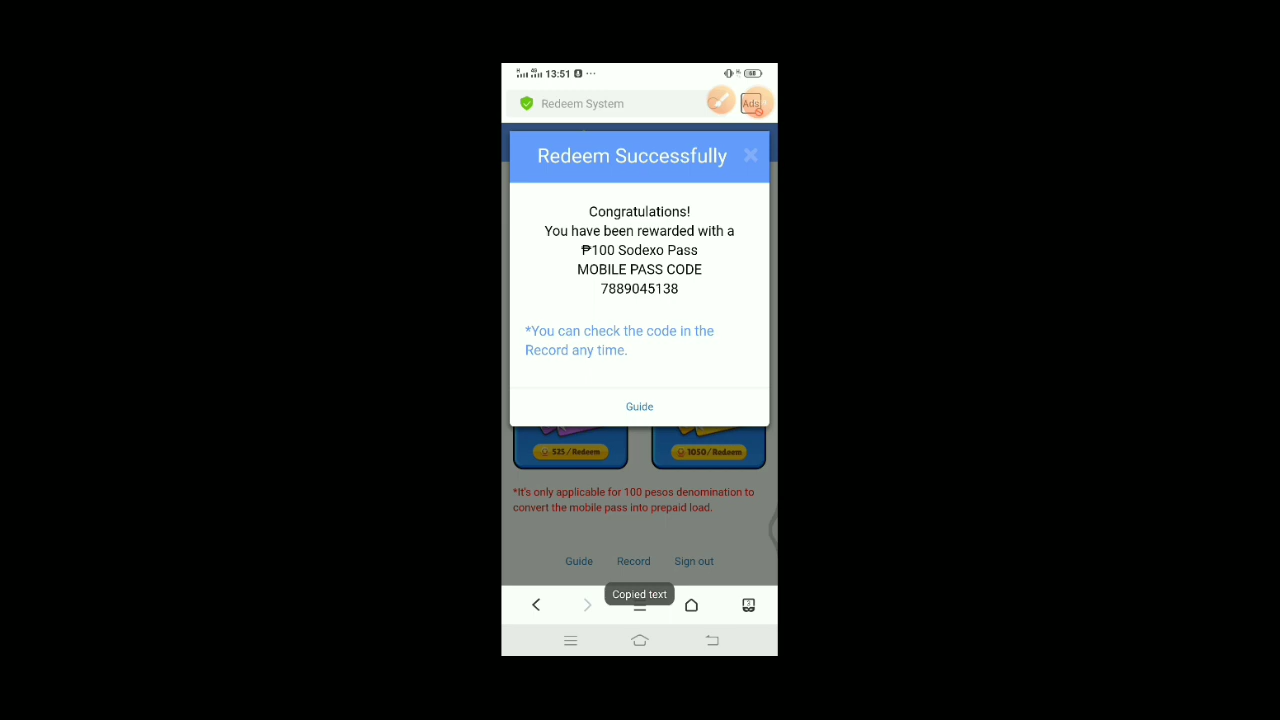 13:51
68
Redeem System
Ads
Redeem Successfully
Congratulations!
You have been rewarded with a
₱100 Sodexo Pass
MOBILE PASS CODE
7889045138
*You can check the code in the
Record any time.
Guide
525/Redeem
1050/Redeem
*It's only applicable for 100 pesos denomination to
convert the mobile pass into prepaid load.
Guide Record Sign out
Copied text